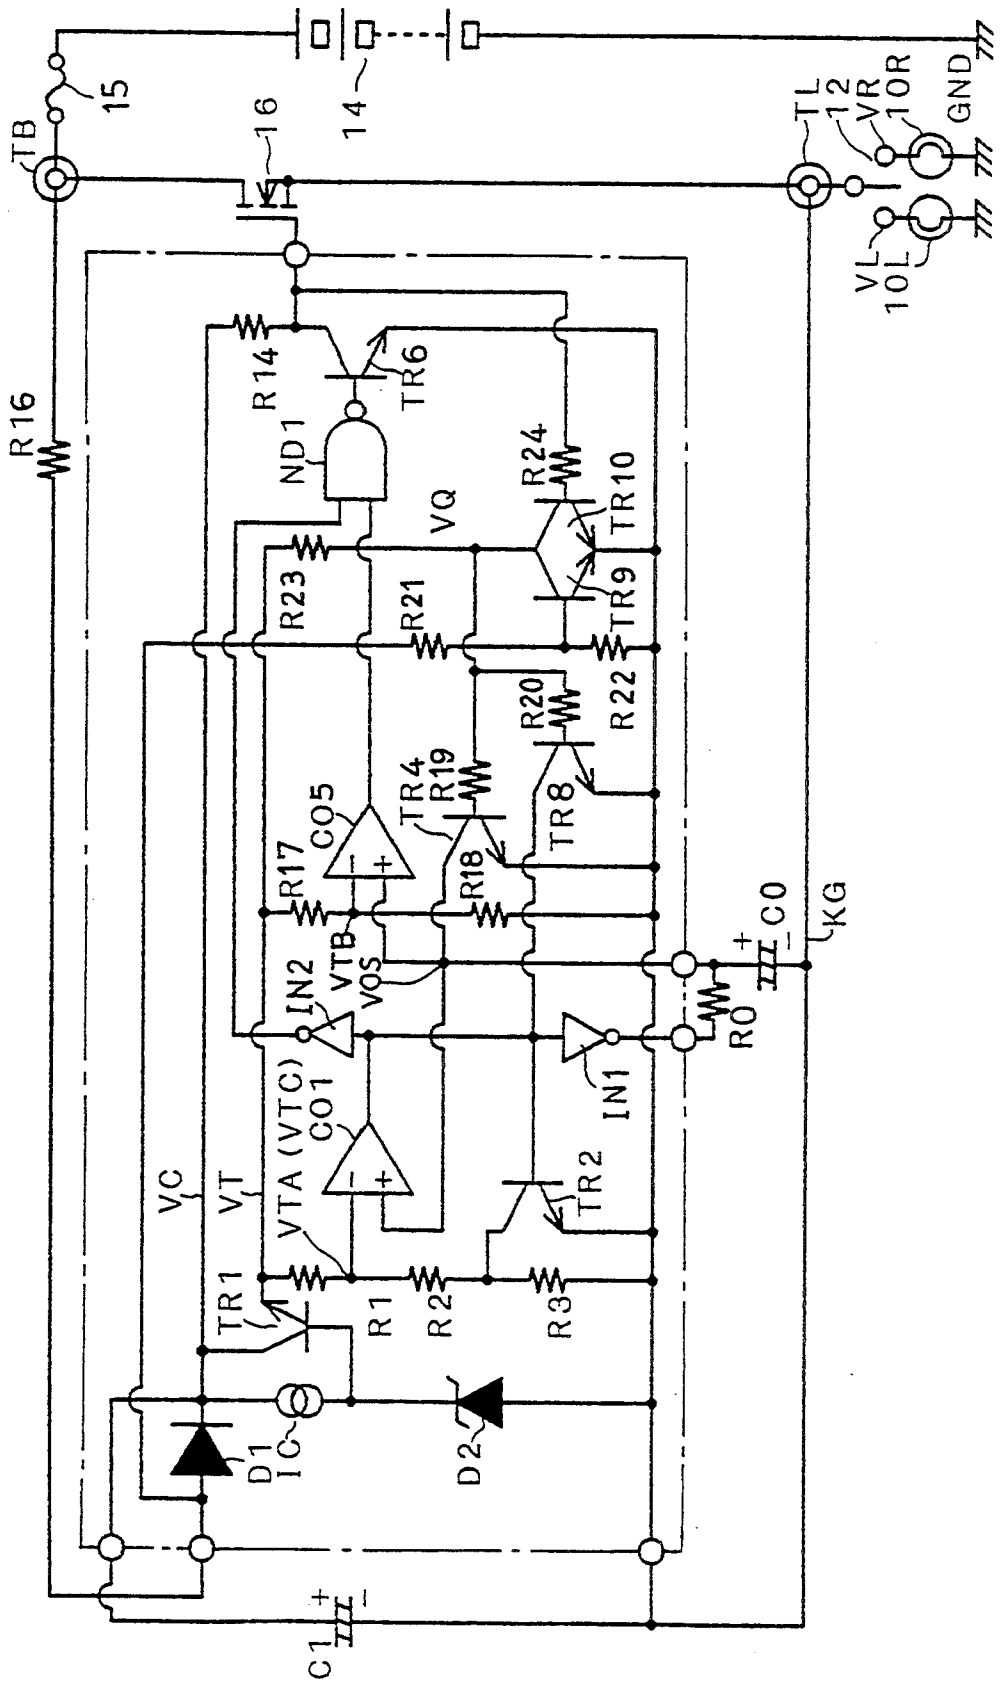 TB
15
16
14
R16
R14
ND1
TR6
R24
TR10
VQ
R23
R21
TR9
R22
R20
TR8
TR4
R19
CO5
R17
R18
VTB
VOS
IN2
VTA (VTC)
CO1
IN1
RO
+
-
CO
KG
VC
VT
TR1
R1
R2
R3
TR2
D1
IC
D2
C1
+
-
TL
12
VR
10R
GND
VL
10L